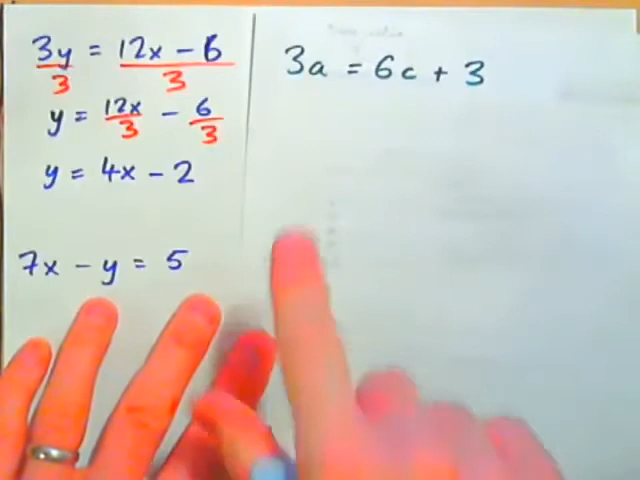 3y = 12x - 6
3 3
y = 12x/3 - 6/3
y = 4x - 2
7x - y = 5
3a = 6c + 3